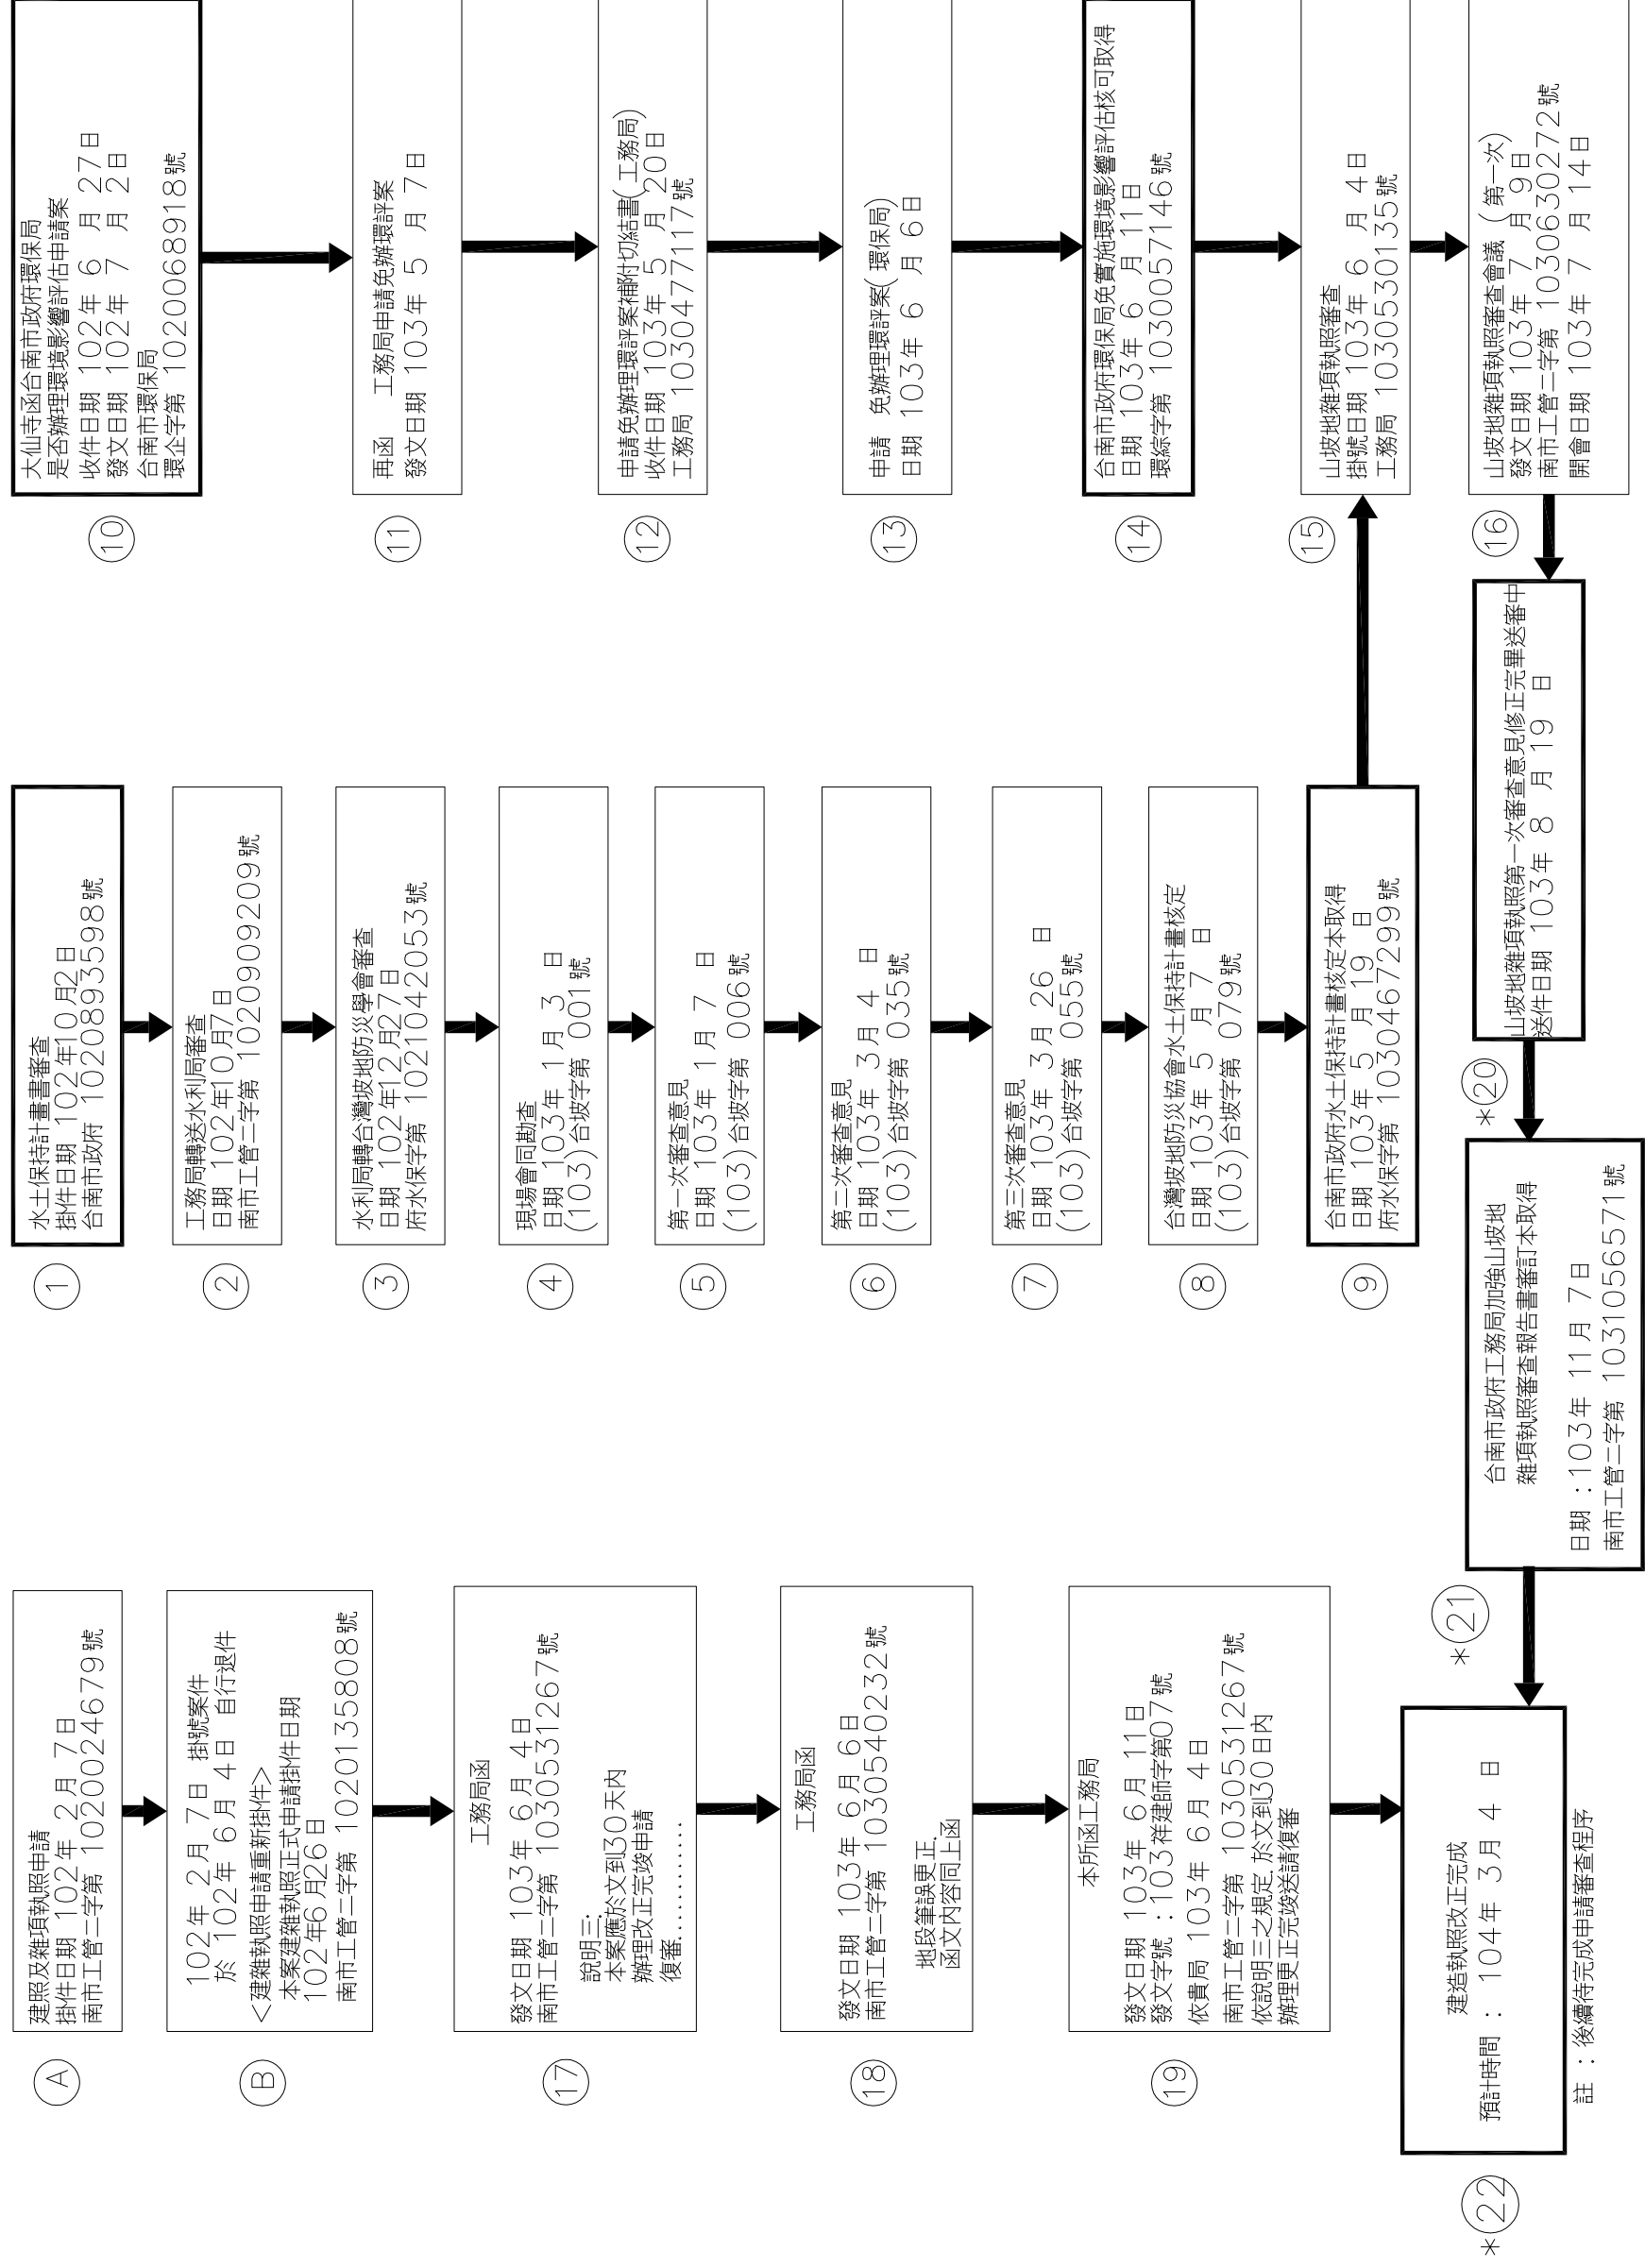 Ⓐ
建照及雜項執照申請
掛件日期 102年 2月 7日
南市工管二字第 1020024679號
Ⓑ
102年 2月 7日 掛號案件
於 102年 6月 4日 自行退件
<建雜執照申請重新掛件>
本案建雜執照正式申請掛件日期
102年6月26日
南市工管二字第 1020135808號
⑰
工務局函
發文日期 103年 6月 4日
南市工管二字第 1030531267號
說明三:
本案應於文到30天內
辦理改正完竣申請
復審............
⑱
工務局函
發文日期 103年 6月 6日
南市工管二字第 1030540232號
地段筆誤更正.
函文內容同上函
⑲
本所函工務局
發文日期 103年 6月 11日
發文字號 :103祥建師字第07號
依貴局 103年 6月 4日
南市工管二字第 1030531267號
依說明三之規定.於文到30日內
辦理更正完竣送請復審
*㉒
建造執照改正完成
預計時間 : 104年 3月 4 日
註 :後續待完成申請審查程序
①
水土保持計畫書審查
掛件日期 102年10月2日
台南市政府 1020893598號
②
工務局轉送水利局審查
日期 102年10月7日
南市工管二字第 1020909209號
③
水利局轉台灣坡地防災學會審查
日期 102年12月27日
府水保字第 1021042053號
④
現場會同勘查
日期 103年 1月 3 日
(103)台坡字第 001號
⑤
第一次審查意見
日期 103年 1月 7 日
(103)台坡字第 006號
⑥
第二次審查意見
日期 103年 3月 4 日
(103)台坡字第 035號
⑦
第三次審查意見
日期 103年 3月 26 日
(103)台坡字第 055號
⑧
台灣坡地防災協會水土保持計畫核定
日期 103年 5 月 7 日
(103)台坡字第 079號
⑨
台南市政府水土保持計畫核定本取得
日期 103年 5 月 19 日
府水保字第 1030467299號
*㉑
台南市政府工務局加強山坡地
雜項執照審查報告書審訂本取得
日期 :103年 11月 7日
南市工管二字第 1031056571號
⑩
大仙寺函台南市政府環保局
是否辦理環境影響評估申請案
收件日期 102年 6 月 27日
發文日期 102年 7 月 2日
台南市環保局
環企字第 1020068918號
⑪
再函 工務局申請免辦環評案
發文日期 103年 5 月 7日
⑫
申請免辦理環評案補附切結書(工務局)
收件日期 103年 5 月 20日
工務局 1030477117號
⑬
申請 免辦理環評案(環保局)
日期 103年 6 月 6日
⑭
台南市政府環保局免實施環境影響評估核可取得
日期 103年 6 月 11日
環綜字第 1030057146號
⑮
山坡地雜項執照審查
掛號日期 103年 6 月 4日
工務局 1030530135號
⑯
山坡地雜項執照審查會議 (第一次)
發文日期 103年 7 月 9日
南市工管二字第 1030630272號
開會日期 103年 7 月 14日
*⑳
山坡地雜項執照第一次審查意見修正完畢送審中
送件日期 103年 8 月 19 日